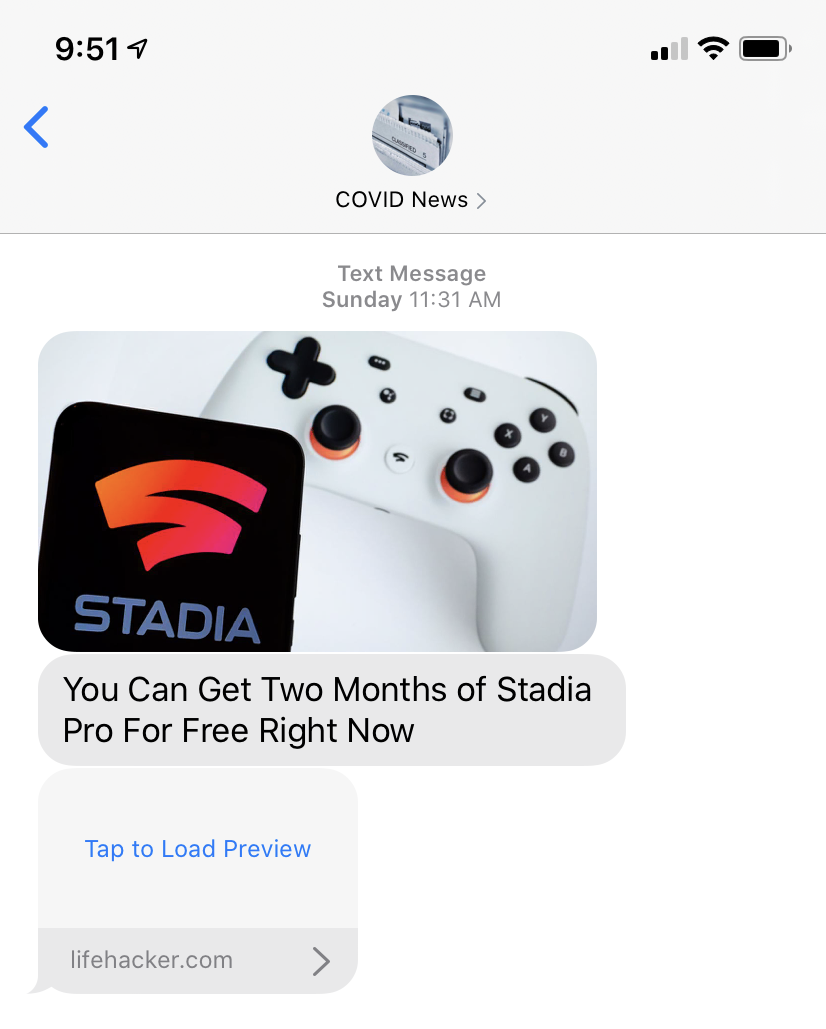 9:51
CLASSIFIED
COVID News
Text Message
Sunday 11:31 AM
Y
X
B
A
STADIA
You Can Get Two Months of Stadia
Pro For Free Right Now
Tap to Load Preview
lifehacker.com